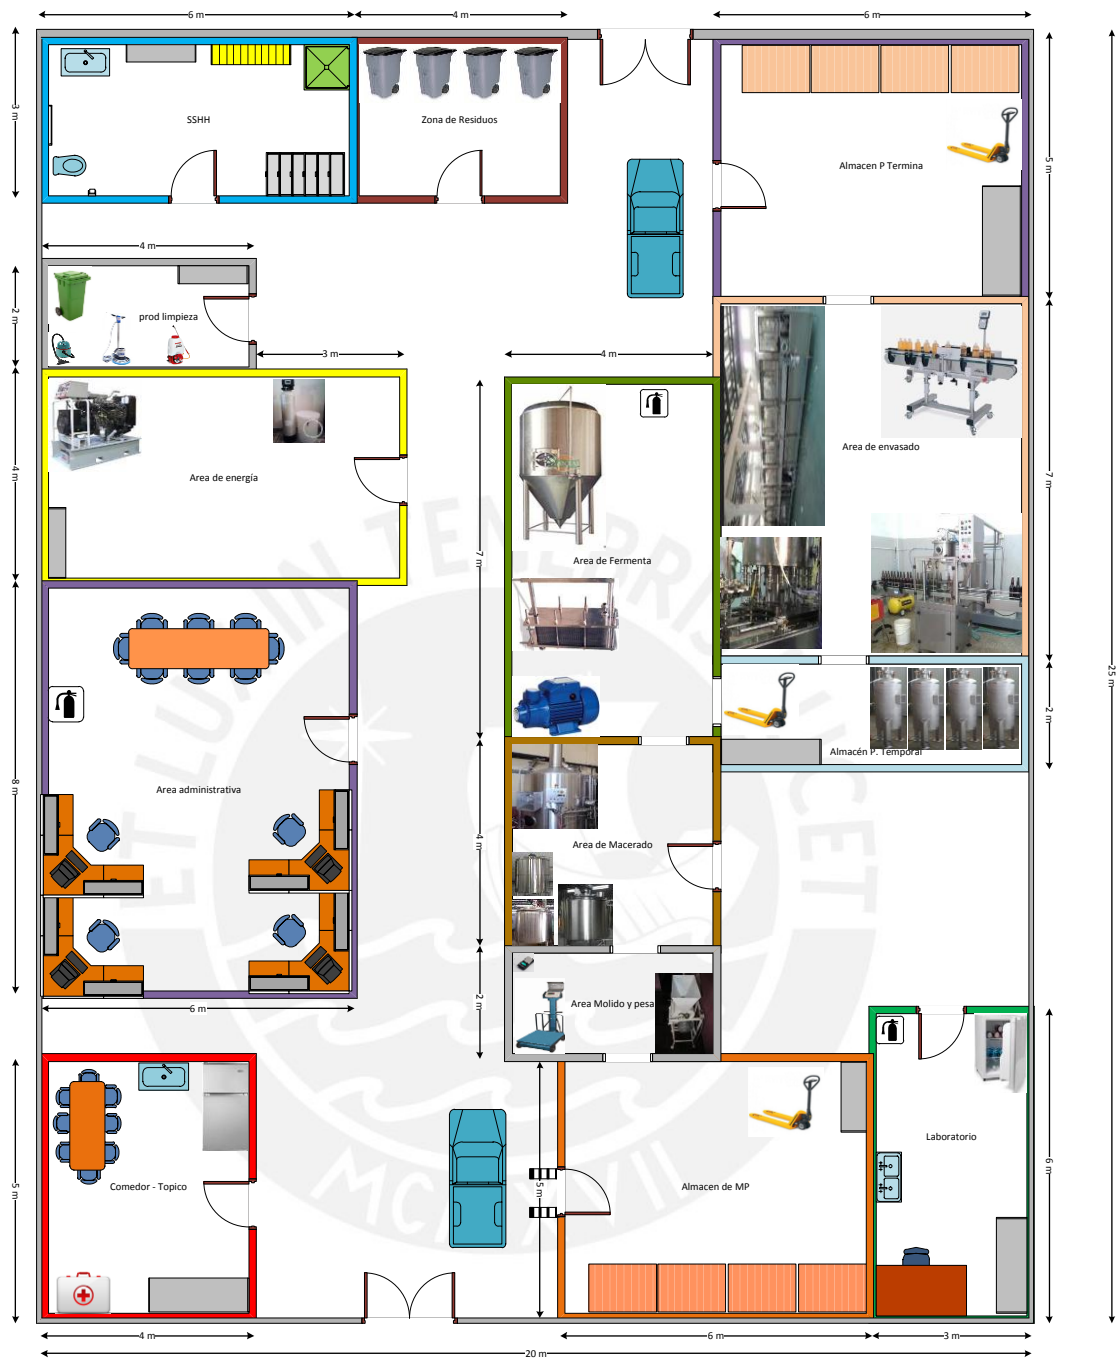 6 m
4 m
6 m
3 m
SSHH
Zona de Residuos
Almacen P Termina
5 m
4 m
2 m
prod limpieza
3 m
4 m
4 m
Area de energía
Area de envasado
7 m
7 m
Area de Fermenta
25 m
2 m
Almacén P. Temporal
8 m
Area administrativa
4 m
Area de Macerado
2 m
Area Molido y pesa
6 m
5 m
Comedor - Topico
5 m
Almacen de MP
Laboratorio
6 m
4 m
6 m
3 m
20 m